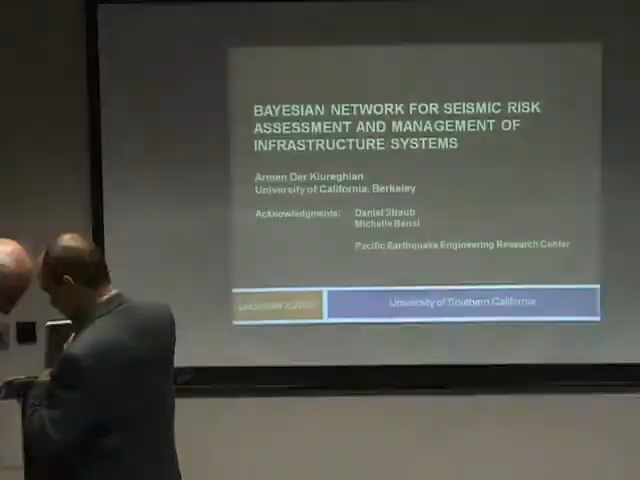 BAYESIAN NETWORK FOR SEISMIC RISK
ASSESSMENT AND MANAGEMENT OF
INFRASTRUCTURE SYSTEMS
Armen Der Kiureghian
University of California, Berkeley
Acknowledgments: Daniel Straub
Michelle Bensi
Pacific Earthquake Engineering Research Center
University of Southern California